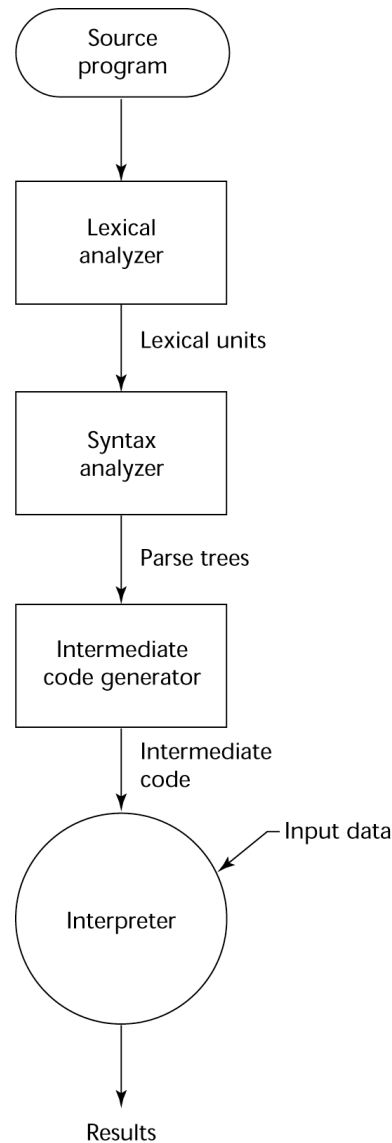 Source
program
Lexical
analyzer
Lexical units
Syntax
analyzer
Parse trees
Intermediate
code generator
Intermediate
code
Input data
Interpreter
Results